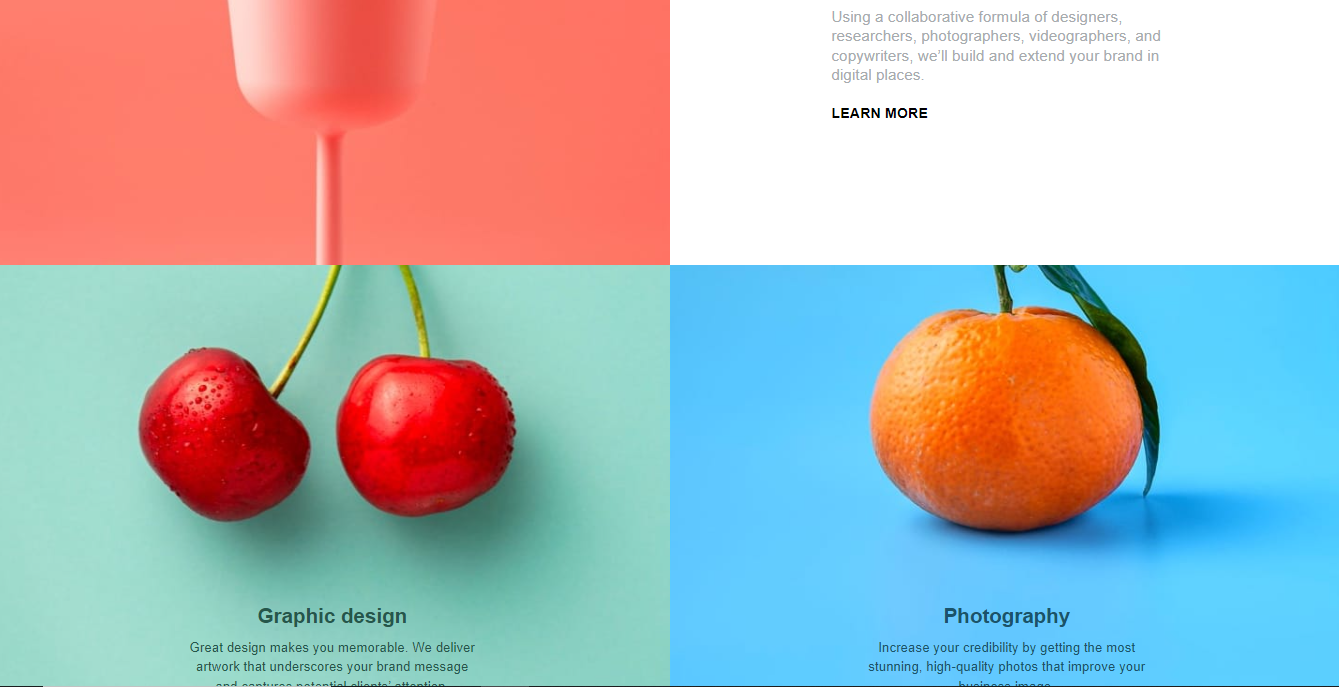 Using a collaborative formula of designers,
researchers, photographers, videographers, and
copywriters, we’ll build and extend your brand in
digital places.
LEARN MORE
Graphic design
Great design makes you memorable. We deliver
artwork that underscores your brand message
and captures potential clients’ attention.
Photography
Increase your credibility by getting the most
stunning, high-quality photos that improve your
business image.